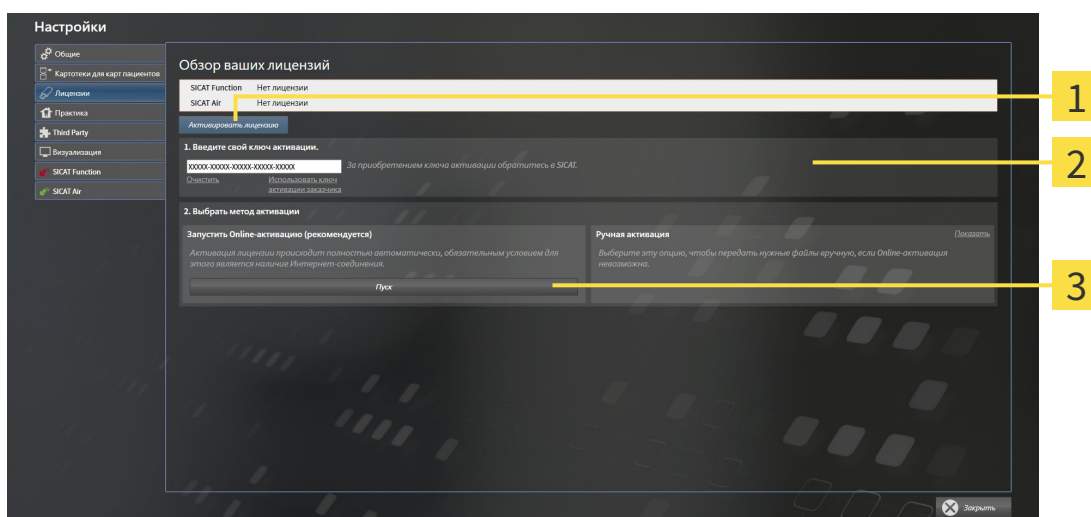 Настройки
Общие
Картотеки для карт пациентов
Лицензии
Практика
Third Party
Визуализация
SICAT Function
SICAT Air
Обзор ваших лицензий
SICAT Function Нет лицензии
SICAT Air Нет лицензии
Активировать лицензию
1. Введите свой ключ активации.
XXXXX-XXXXX-XXXXX-XXXXX-XXXXX За приобретением ключа активации обратитесь в SICAT.
Очистить Использовать ключ
активации заказчика
2. Выбрать метод активации
Запустить Online-активацию (рекомендуется)
Активация лицензии происходит полностью автоматически, обязательным условием для
этого является наличие Интернет-соединения.
Пуск
Ручная активация Показать
Выберите эту опцию, чтобы передать нужные файлы вручную, если Online-активация
невозможна.
Закрыть
1
2
3